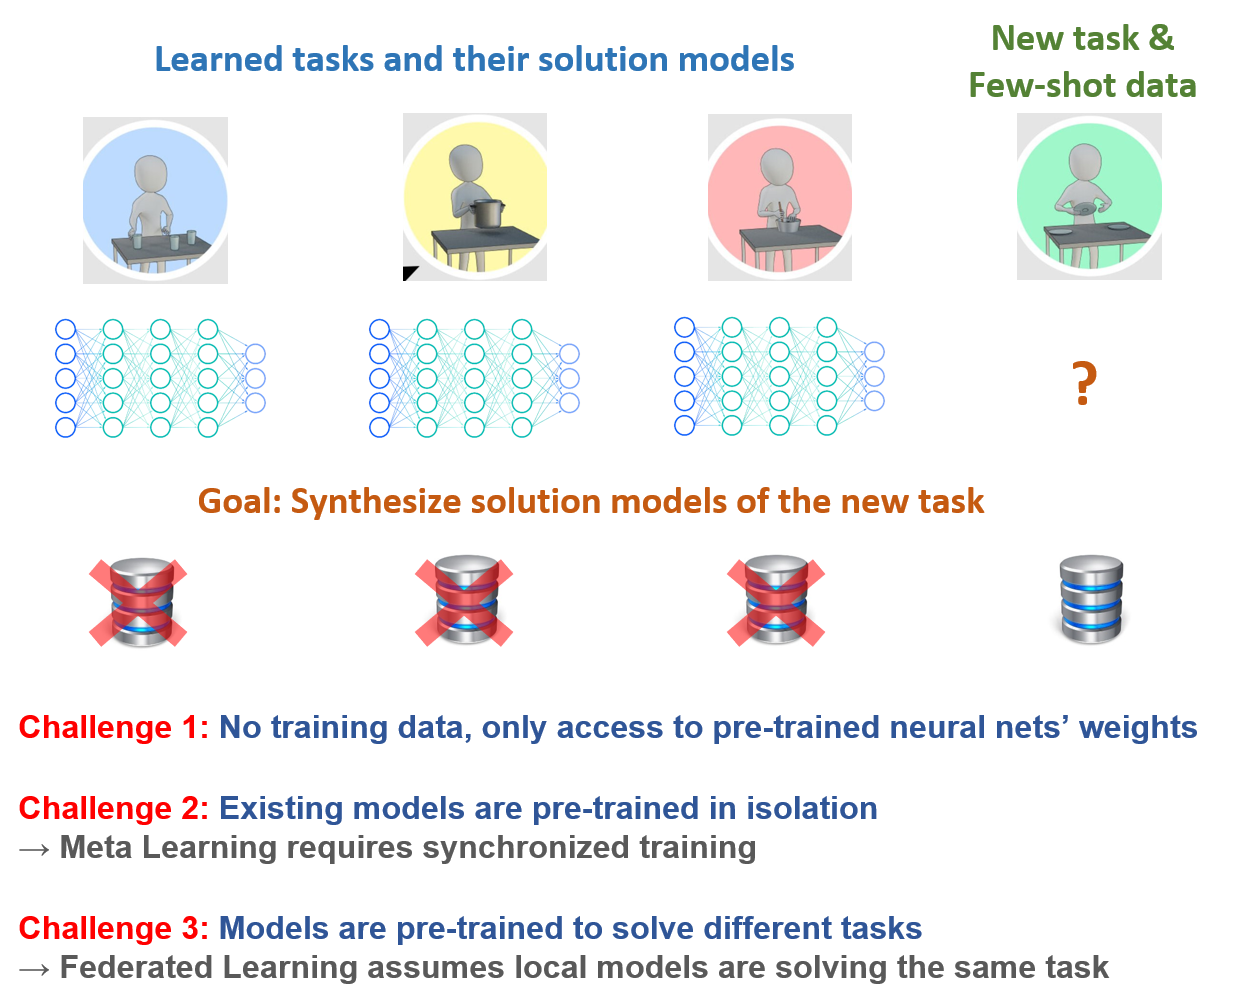 Learned tasks and their solution models
New task &
Few-shot data
?
Goal: Synthesize solution models of the new task
Challenge 1: No training data, only access to pre-trained neural nets’ weights
Challenge 2: Existing models are pre-trained in isolation
→ Meta Learning requires synchronized training
Challenge 3: Models are pre-trained to solve different tasks
→ Federated Learning assumes local models are solving the same task